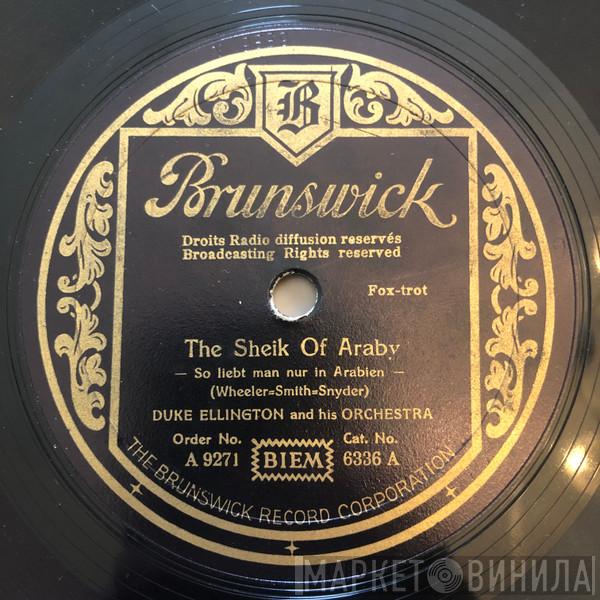 B
Brunswick
Droits Radio diffusion reservés
Broadcasting Rights reserved
Fox-trot
The Sheik Of Araby
— So liebt man nur in Arabien —
(Wheeler=Smith=Snyder)
DUKE ELLINGTON and his ORCHESTRA
Order No. Cat. No.
A 9271 BIEM 6336 A
THE BRUNSWICK RECORD CORPORATION
МАРКЕТ ВИНИЛА